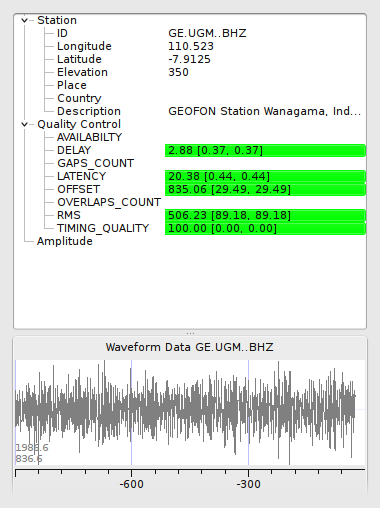 Station
ID GE.UGM..BHZ
Longitude 110.523
Latitude -7.9125
Elevation 350
Place
Country
Description GEOFON Station Wanagama, Ind...
Quality Control
AVAILABILTY
DELAY 2.88 [0.37, 0.37]
GAPS_COUNT
LATENCY 20.38 [0.44, 0.44]
OFFSET 835.06 [29.49, 29.49]
OVERLAPS_COUNT
RMS 506.23 [89.18, 89.18]
TIMING_QUALITY 100.00 [0.00, 0.00]
Amplitude
Waveform Data GE.UGM..BHZ
1986.6
836.6
-600 -300